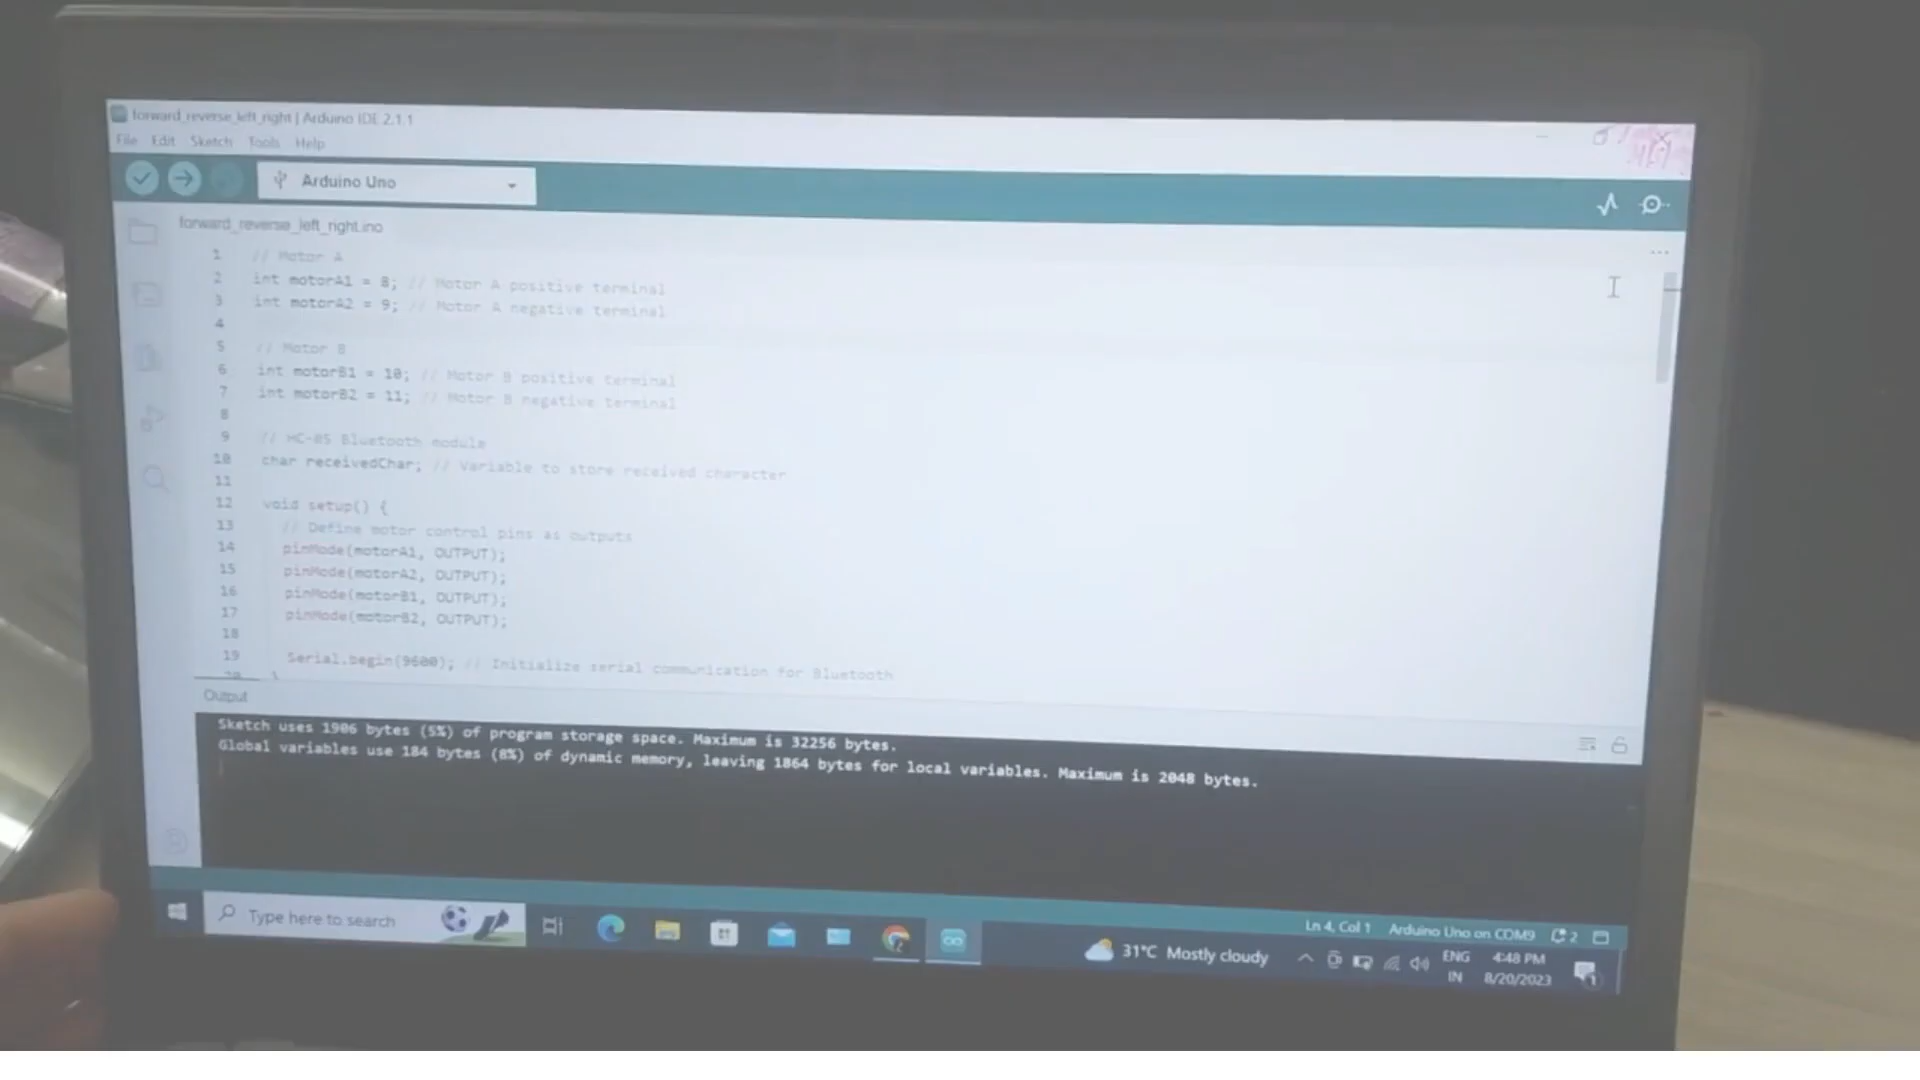 forward_reverse_left_right | Arduino IDE 2.1.1
File Edit Sketch Tools Help
Arduino Uno
forward_reverse_left_right.ino
1 // Motor A
2 int motorA1 = 8; // Motor A positive terminal
3 int motorA2 = 9; // Motor A negative terminal
4
5 // Motor B
6 int motorB1 = 10; // Motor B positive terminal
7 int motorB2 = 11; // Motor B negative terminal
8
9 // HC-05 Bluetooth module
10 char receivedChar; // Variable to store received character
11
12 void setup() {
13 // Define motor control pins as outputs
14 pinMode(motorA1, OUTPUT);
15 pinMode(motorA2, OUTPUT);
16 pinMode(motorB1, OUTPUT);
17 pinMode(motorB2, OUTPUT);
18
19 Serial.begin(9600); // Initialize serial communication for Bluetooth
Output
Sketch uses 1906 bytes (5%) of program storage space. Maximum is 32256 bytes.
Global variables use 184 bytes (8%) of dynamic memory, leaving 1864 bytes for local variables. Maximum is 2048 bytes.
Ln 4, Col 1 Arduino Uno on COM9 2
Type here to search
31°C Mostly cloudy
ENG
IN
4:48 PM
8/20/2023
1